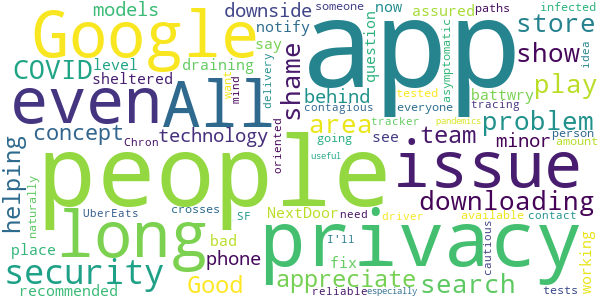 models
downside
someone
now
assured
paths
infected
Google
app
store
notify
shame
question
asymptomatic
idea
COVID
level
draining
say
show
sheltered
mind
want
delivery
even
All
behind
tested
battwry
play
contagious
everyone
tracing
concept
Chron
technology
oriented
area
tracker
pandemics
problem
helping
people
going
see
team
minor
person
useful
issue
amount
naturally
long
UberEats
crosses
SF
NextDoor
need
driver
available
contact
downloading
privacy
I'll
cautious
place
bad
fix
working
security
phone
appreciate
search
recommended
Good
reliable
especially
tests